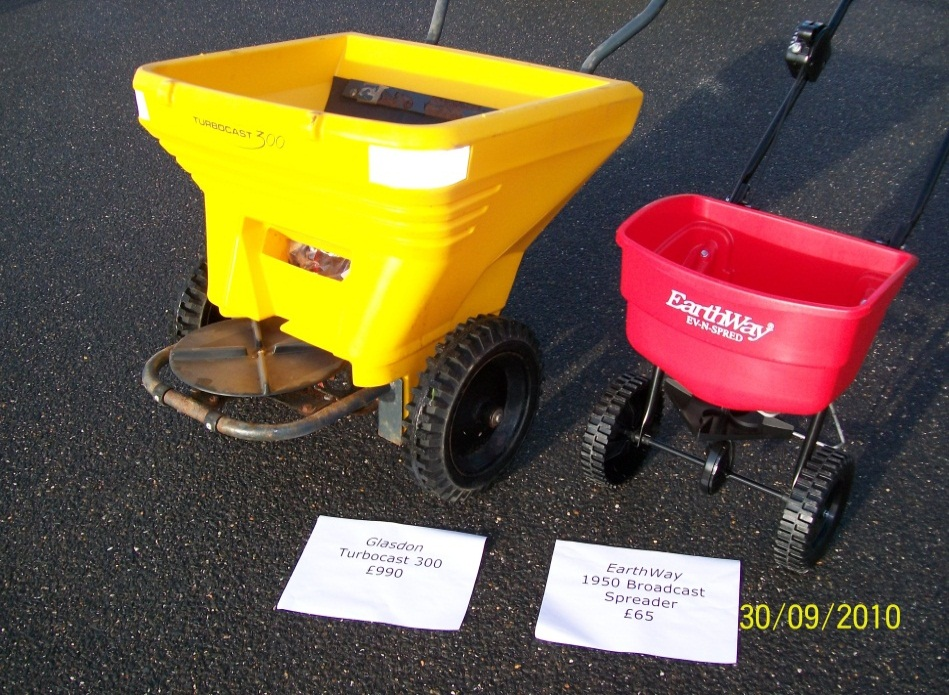 TURBOCAST 300
EarthWay
EV-N-SPRED
Glasdon
Turbocast 300
£990
EarthWay
1950 Broadcast
Spreader
£65
30/09/2010